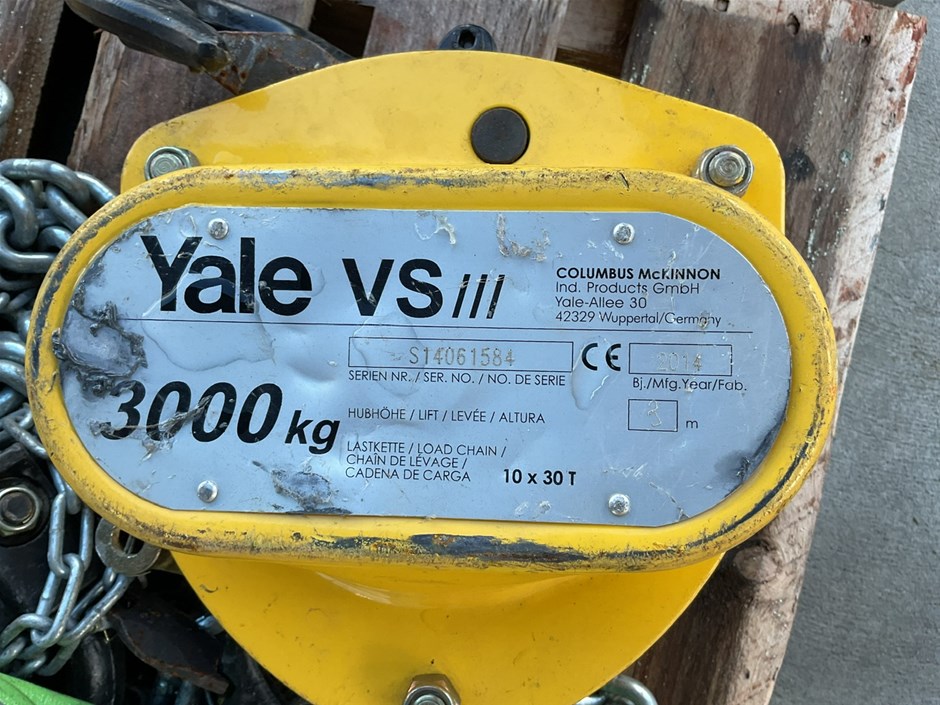 Yale VS///
COLUMBUS McKINNON
Ind. Products GmbH
Yale-Allee 30
42329 Wuppertal/Germany
S14061584
SERIEN NR. / SER. NO. / NO. DE SERIE
CE
2014
Bj./Mfg.Year/Fab.
3000 kg
HUBHÖHE / LIFT / LEVÉE / ALTURA
3 m
LASTKETTE / LOAD CHAIN /
CHAÎN DE LÉVAGE /
CADENA DE CARGA 10 x 30 T